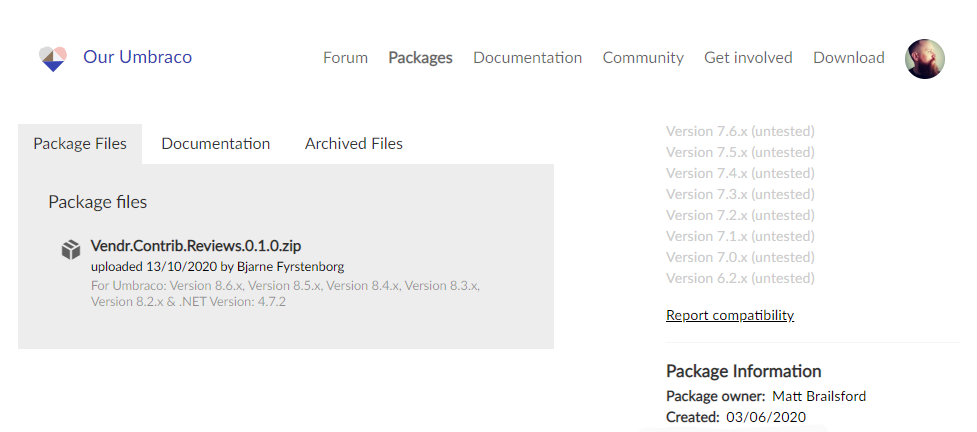 Our Umbraco
Forum Packages Documentation Community Get involved Download
Package Files Documentation Archived Files
Package files
Vendr.Contrib.Reviews.0.1.0.zip
uploaded 13/10/2020 by Bjarne Fyrstenborg
For Umbraco: Version 8.6.x, Version 8.5.x, Version 8.4.x, Version 8.3.x,
Version 8.2.x & .NET Version: 4.7.2
Version 7.6.x (untested)
Version 7.5.x (untested)
Version 7.4.x (untested)
Version 7.3.x (untested)
Version 7.2.x (untested)
Version 7.1.x (untested)
Version 7.0.x (untested)
Version 6.2.x (untested)
Report compatibility
Package Information
Package owner: Matt Brailsford
Created: 03/06/2020